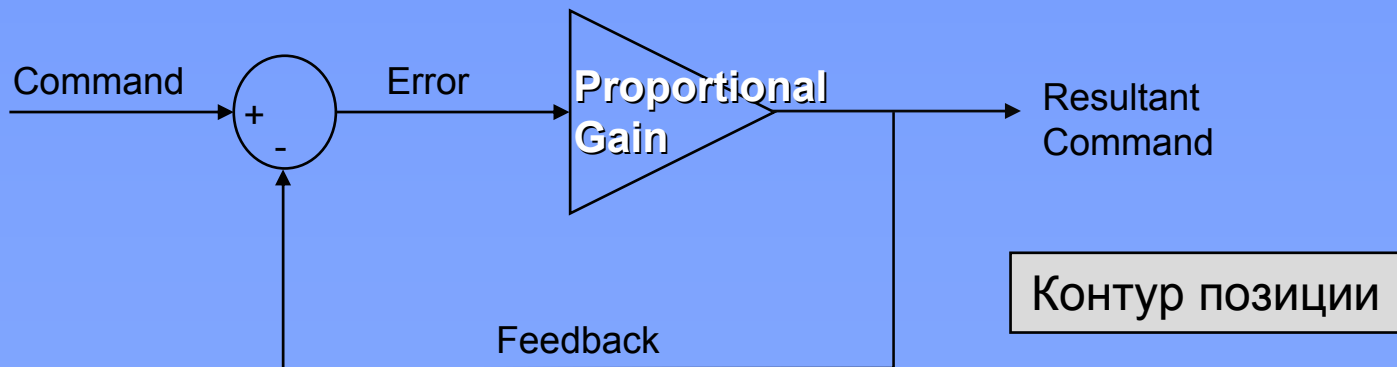 Command
Error
Proportional
Gain
Resultant
Command
+
-
Контур позиции
Feedback